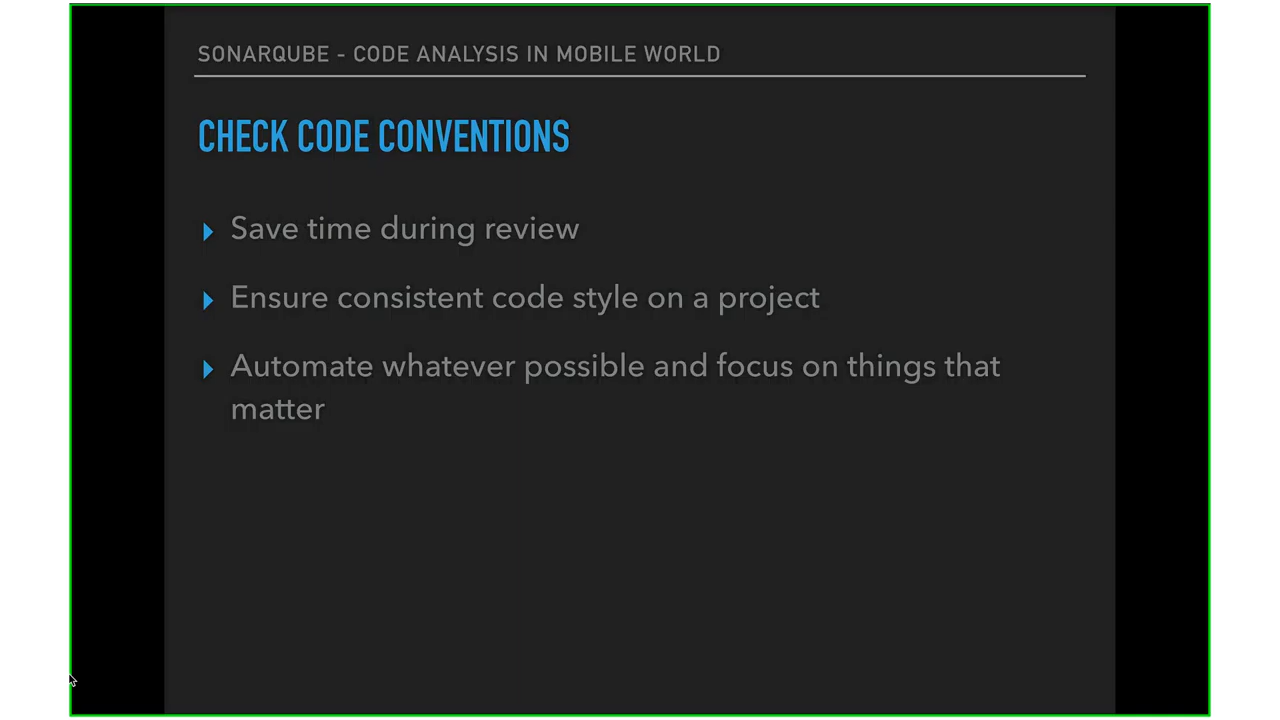 SONARQUBE - CODE ANALYSIS IN MOBILE WORLD
CHECK CODE CONVENTIONS
Save time during review
Ensure consistent code style on a project
Automate whatever possible and focus on things that
matter